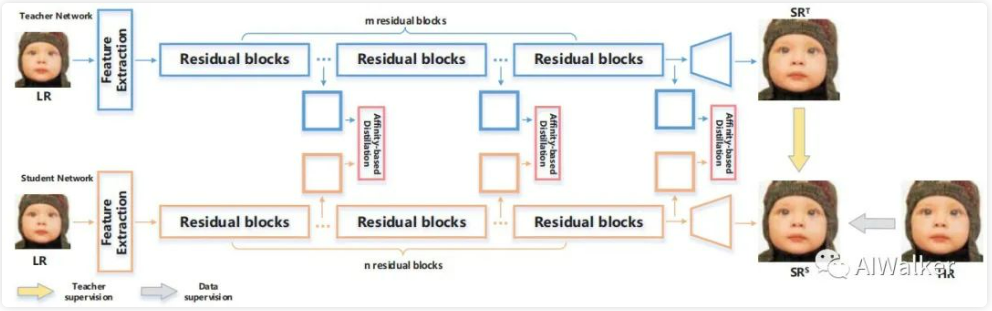 Teacher Network
m residual blocks
SRᵀ
Feature
Extraction
Residual blocks
...
Residual blocks
...
Residual blocks
LR
Affinity-based
Distillation
Affinity-based
Distillation
Affinity-based
Distillation
Student Network
Feature
Extraction
Residual blocks
...
Residual blocks
...
Residual blocks
LR
n residual blocks
SRˢ
HR
AIWalker
Teacher
supervision
Data
supervision